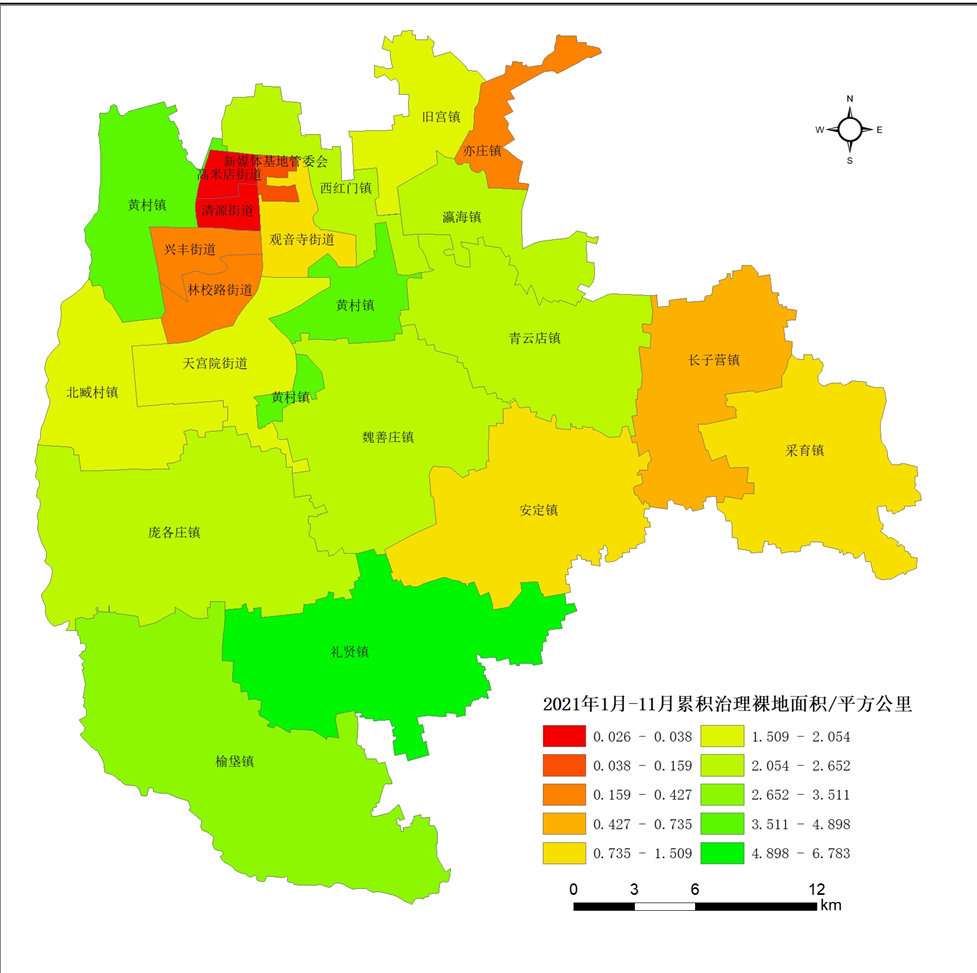 旧宫镇
亦庄镇
N
W
E
S
新媒体基地管委会
高米店街道
西红门镇
黄村镇
清源街道
瀛海镇
观音寺街道
兴丰街道
林校路街道
黄村镇
青云店镇
长子营镇
天宫院街道
北臧村镇
黄村镇
魏善庄镇
采育镇
安定镇
庞各庄镇
礼贤镇
榆垡镇
2021年1月-11月累积治理裸地面积/平方公里
0.026 - 0.038
0.038 - 0.159
0.159 - 0.427
0.427 - 0.735
0.735 - 1.509
1.509 - 2.054
2.054 - 2.652
2.652 - 3.511
3.511 - 4.898
4.898 - 6.783
0 3 6 12
km